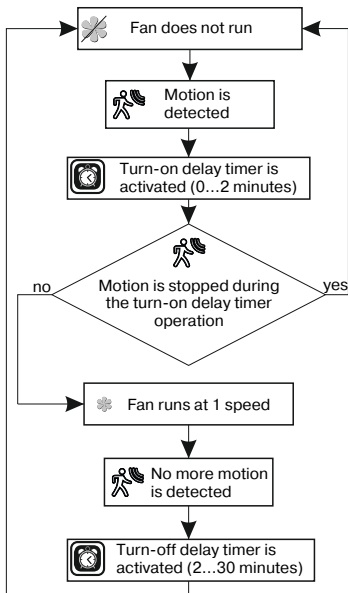 Fan does not run
Motion is
detected
Turn-on delay timer is
activated (0...2 minutes)
no
yes
Motion is stopped during
the turn-on delay timer
operation
Fan runs at 1 speed
No more motion
is detected
Turn-off delay timer is
activated (2...30 minutes)